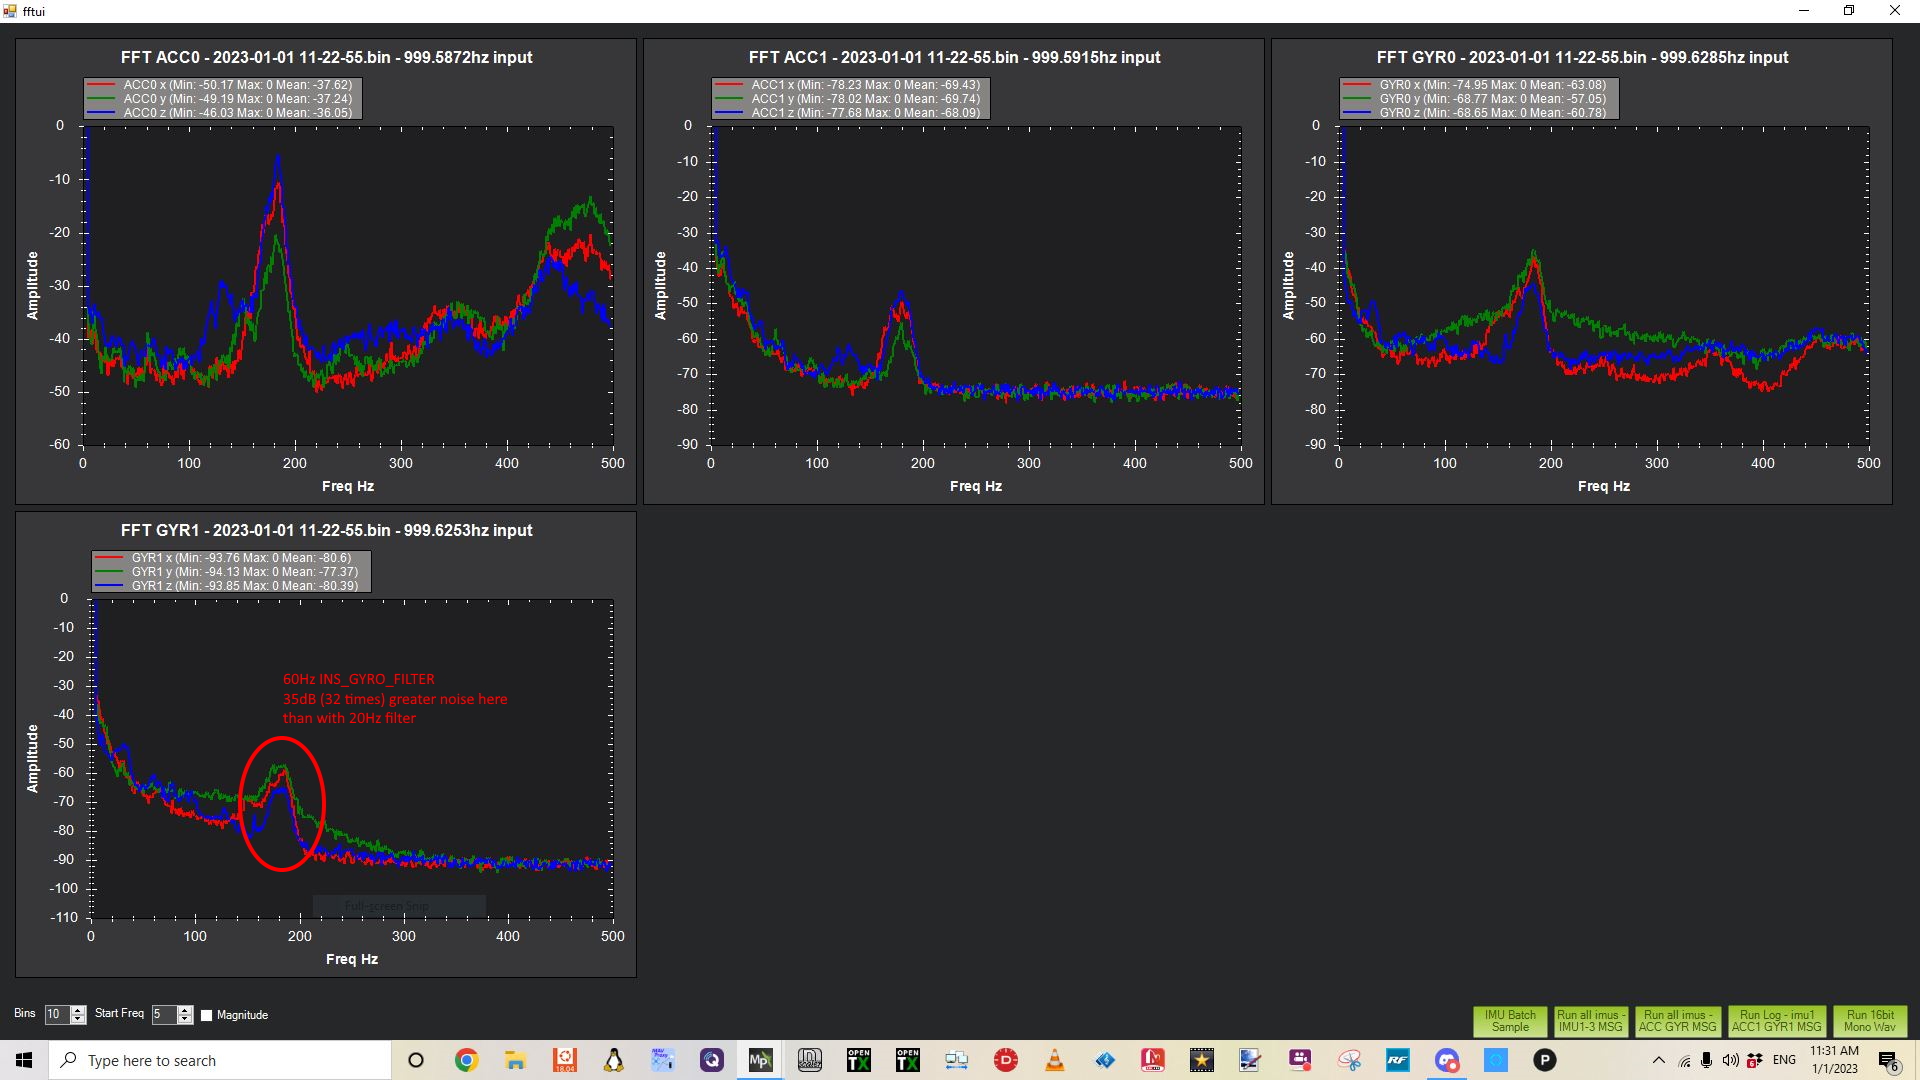 fftui
FFT ACC0 - 2023-01-01 11-22-55.bin - 999.5872hz input
ACC0 x (Min: -50.17 Max: 0 Mean: -37.62)
ACC0 y (Min: -49.19 Max: 0 Mean: -37.24)
ACC0 z (Min: -46.03 Max: 0 Mean: -36.05)
0
-10
-20
-30
-40
-50
-60
Amplitude
0 100 200 300 400 500
Freq Hz
FFT ACC1 - 2023-01-01 11-22-55.bin - 999.5915hz input
ACC1 x (Min: -78.23 Max: 0 Mean: -69.43)
ACC1 y (Min: -78.02 Max: 0 Mean: -69.74)
ACC1 z (Min: -77.68 Max: 0 Mean: -68.09)
0
-10
-20
-30
-40
-50
-60
-70
-80
-90
Amplitude
0 100 200 300 400 500
Freq Hz
FFT GYR0 - 2023-01-01 11-22-55.bin - 999.6285hz input
GYR0 x (Min: -74.95 Max: 0 Mean: -63.08)
GYR0 y (Min: -68.77 Max: 0 Mean: -57.05)
GYR0 z (Min: -68.65 Max: 0 Mean: -60.78)
0
-10
-20
-30
-40
-50
-60
-70
-80
-90
Amplitude
0 100 200 300 400 500
Freq Hz
FFT GYR1 - 2023-01-01 11-22-55.bin - 999.6253hz input
GYR1 x (Min: -93.76 Max: 0 Mean: -80.6)
GYR1 y (Min: -94.13 Max: 0 Mean: -77.37)
GYR1 z (Min: -93.85 Max: 0 Mean: -80.39)
0
-10
-20
-30
-40
-50
-60
-70
-80
-90
-100
-110
Amplitude
60Hz INS_GYRO_FILTER
35dB (32 times) greater noise here
than with 20Hz filter
Full-screen Snip
0 100 200 300 400 500
Freq Hz
Bins 10 Start Freq 5 Magnitude
IMU Batch
Sample
Run all imus -
IMU1-3 MSG
Run all imus -
ACC GYR MSG
Run Log - imu1
ACC1 GYR1 MSG
Run 16bit
Mono Wav
Type here to search
18.04
MP
OPEN
TX
OPEN
TX
RF
P
ENG
11:31 AM
1/1/2023
6